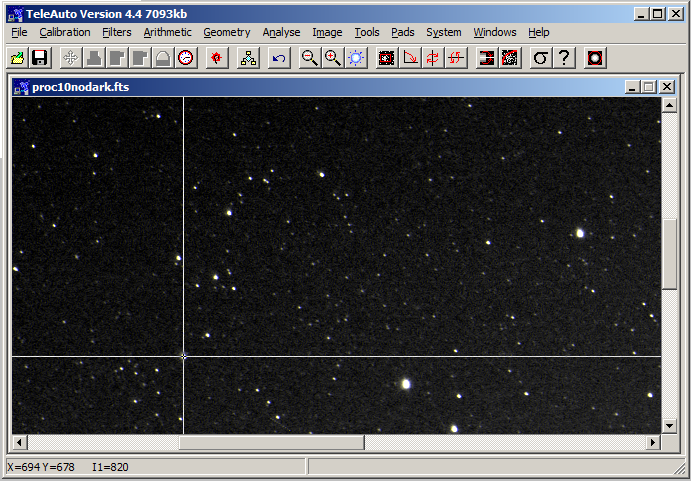 TeleAuto Version 4.4 7093kb
File Calibration Filters Arithmetic Geometry Analyse Image Tools Pads System Windows Help
σ ?
proc10nodark.fts
X=694 Y=678 I1=820